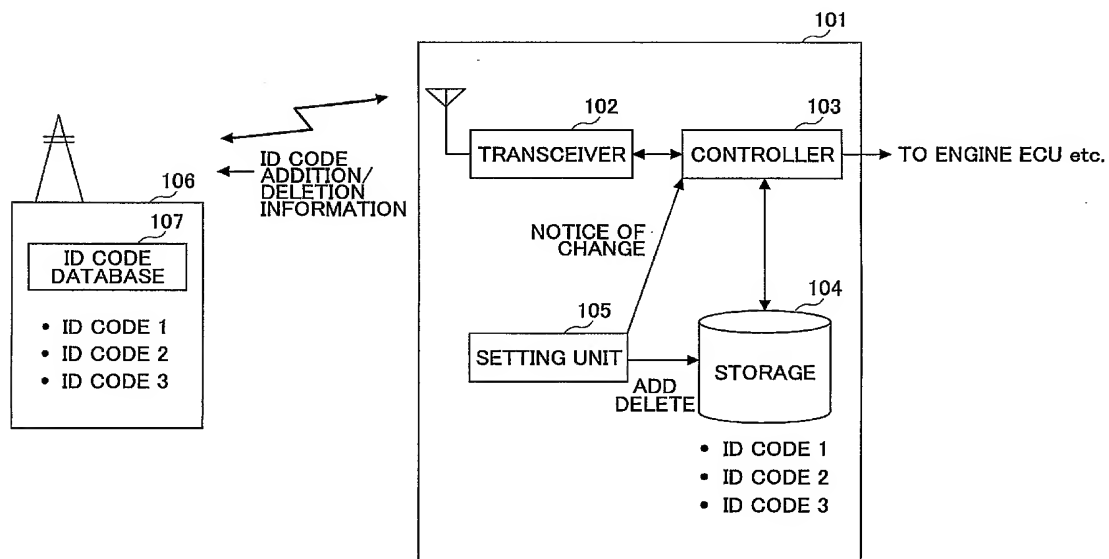 101
102
103
TRANSCEIVER
CONTROLLER
TO ENGINE ECU etc.
ID CODE
ADDITION/
DELETION
INFORMATION
106
107
ID CODE
DATABASE
• ID CODE 1
• ID CODE 2
• ID CODE 3
NOTICE OF
CHANGE
105
SETTING UNIT
ADD
DELETE
104
STORAGE
• ID CODE 1
• ID CODE 2
• ID CODE 3